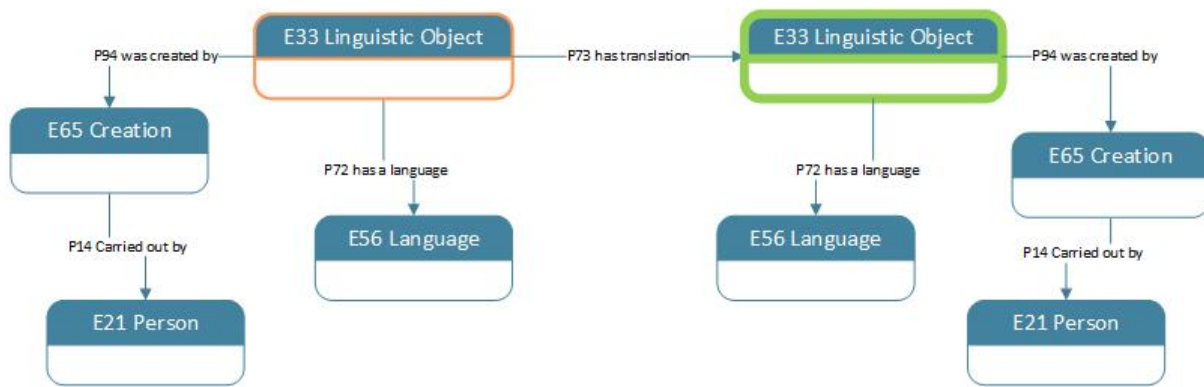 E33 Linguistic Object
E33 Linguistic Object
P94 was created by
P73 has translation
P94 was created by
E65 Creation
E65 Creation
P72 has a language
P72 has a language
E56 Language
E56 Language
P14 Carried out by
P14 Carried out by
E21 Person
E21 Person